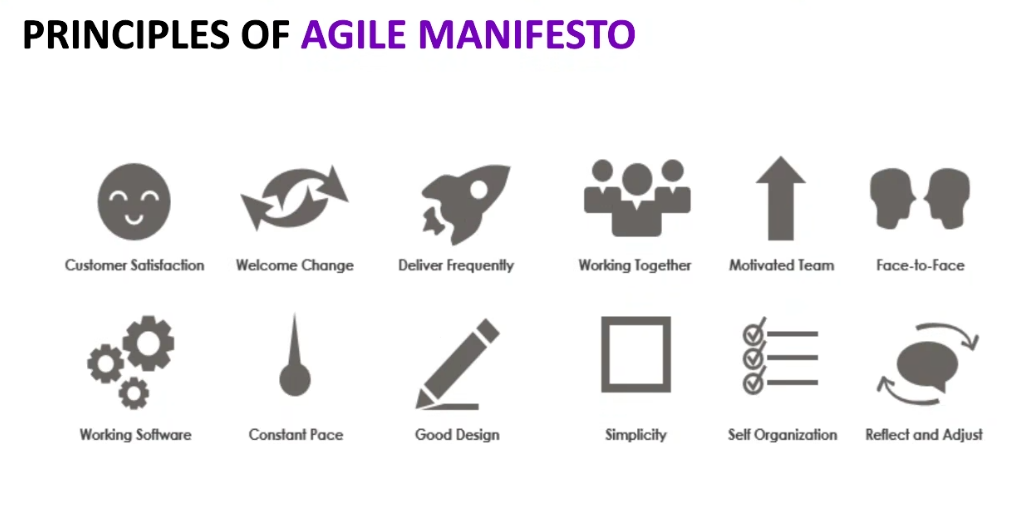 PRINCIPLES OF AGILE MANIFESTO
Customer Satisfaction
Welcome Change
Deliver Frequently
Working Together
Motivated Team
Face-to-Face
Working Software
Constant Pace
Good Design
Simplicity
Self Organization
Reflect and Adjust